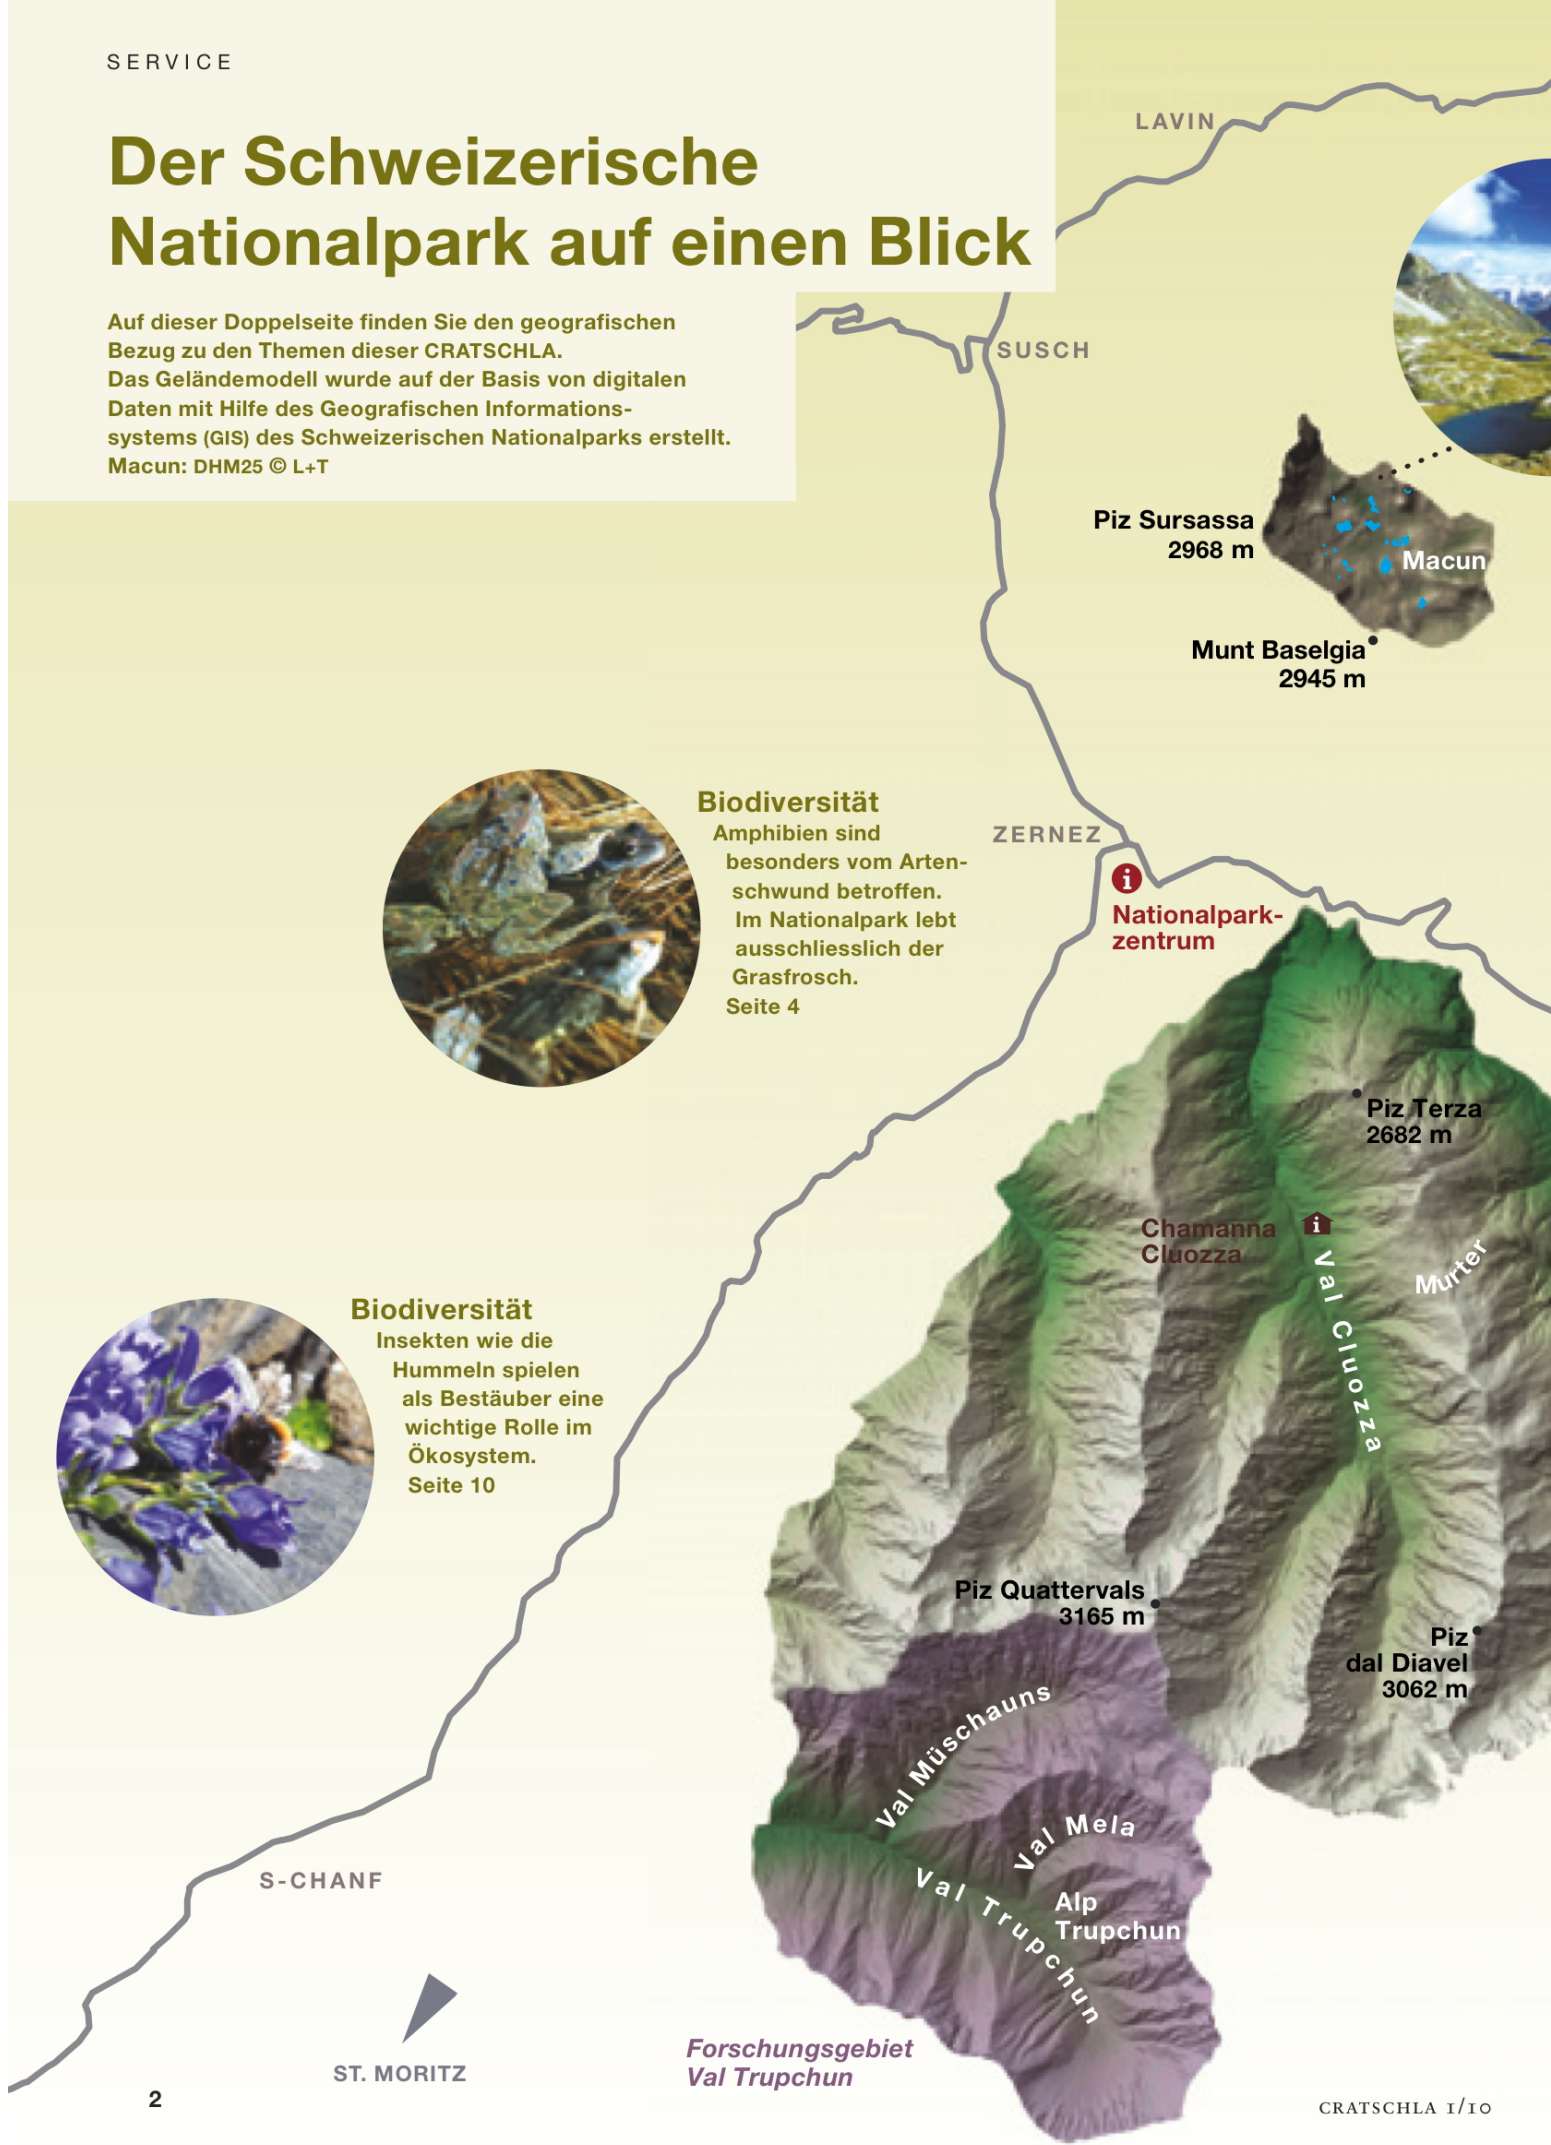 SERVICE
Der Schweizerische
Nationalpark auf einen Blick
Auf dieser Doppelseite finden Sie den geografischen
Bezug zu den Themen dieser CRATSCHLA.
Das Geländemodell wurde auf der Basis von digitalen
Daten mit Hilfe des Geografischen Informations-
systems (GIS) des Schweizerischen Nationalparks erstellt.
Macun: DHM25 © L+T
LAVIN
SUSCH
Piz Sursassa
2968 m
Macun
Munt Baselgia
2945 m
Biodiversität
Amphibien sind
besonders vom Arten-
schwund betroffen.
Im Nationalpark lebt
ausschliesslich der
Grasfrosch.
Seite 4
ZERNEZ
i
Nationalpark-
zentrum
Piz Terza
2682 m
Chamanna
Cluozza
i
Val Cluozza
Murter
Biodiversität
Insekten wie die
Hummeln spielen
als Bestäuber eine
wichtige Rolle im
Ökosystem.
Seite 10
Piz Quattervals
3165 m
Piz
dal Diavel
3062 m
Val Müschauns
Val Mela
Val Trupchun
Alp
Trupchun
S-CHANF
ST. MORITZ
Forschungsgebiet
Val Trupchun
2
CRATSCHLA 1/10